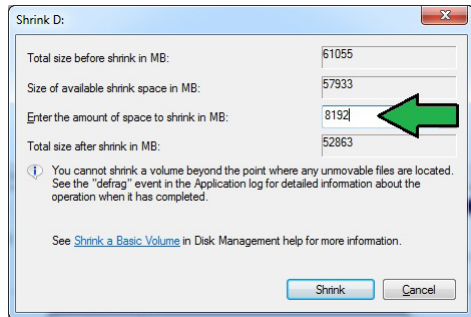 Shrink D:
Total size before shrink in MB: 61055
Size of available shrink space in MB: 57933
Enter the amount of space to shrink in MB: 8192
Total size after shrink in MB: 52863
You cannot shrink a volume beyond the point where any unmovable files are located.
See the "defrag" event in the Application log for detailed information about the
operation when it has completed.
See Shrink a Basic Volume in Disk Management help for more information.
Shrink Cancel